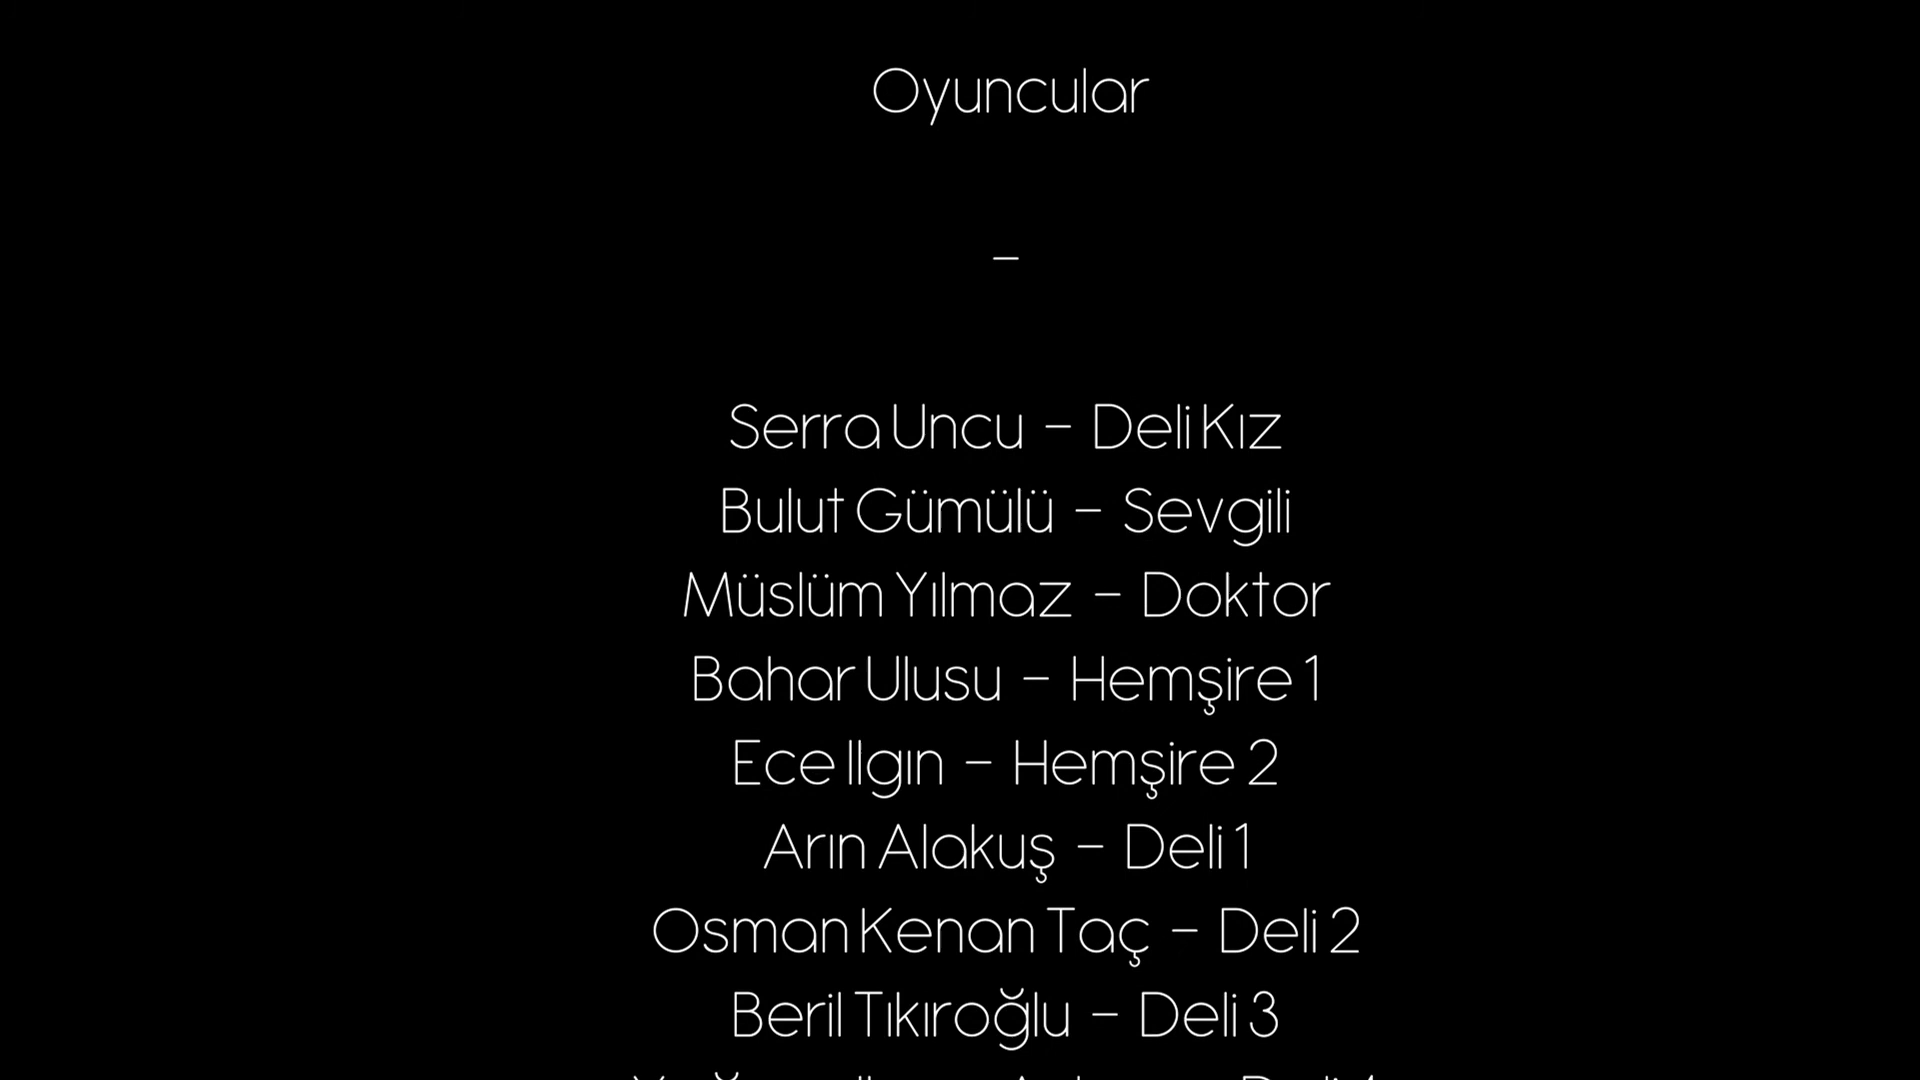 Oyuncular
-
Serra Uncu - Deli Kız
Bulut Gümülü - Sevgili
Müslüm Yılmaz - Doktor
Bahar Ulusu - Hemşire 1
Ece Ilgın - Hemşire 2
Arın Alakuş - Deli 1
Osman Kenan Taç - Deli 2
Beril Tıkıroğlu - Deli 3